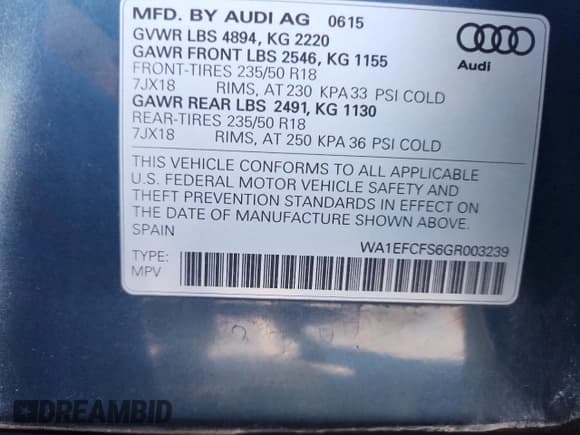 MFD. BY AUDI AG 0615
GVWR LBS 4894, KG 2220
GAWR FRONT LBS 2546, KG 1155
FRONT-TIRES 235/50 R18
7JX18 RIMS, AT 230 KPA 33 PSI COLD
GAWR REAR LBS 2491, KG 1130
REAR-TIRES 235/50 R18
7JX18 RIMS, AT 250 KPA 36 PSI COLD
Audi
THIS VEHICLE CONFORMS TO ALL APPLICABLE
U.S. FEDERAL MOTOR VEHICLE SAFETY AND
THEFT PREVENTION STANDARDS IN EFFECT ON
THE DATE OF MANUFACTURE SHOWN ABOVE.
SPAIN
WA1EFCFS6GR003239
TYPE:
MPV
DREAMBID